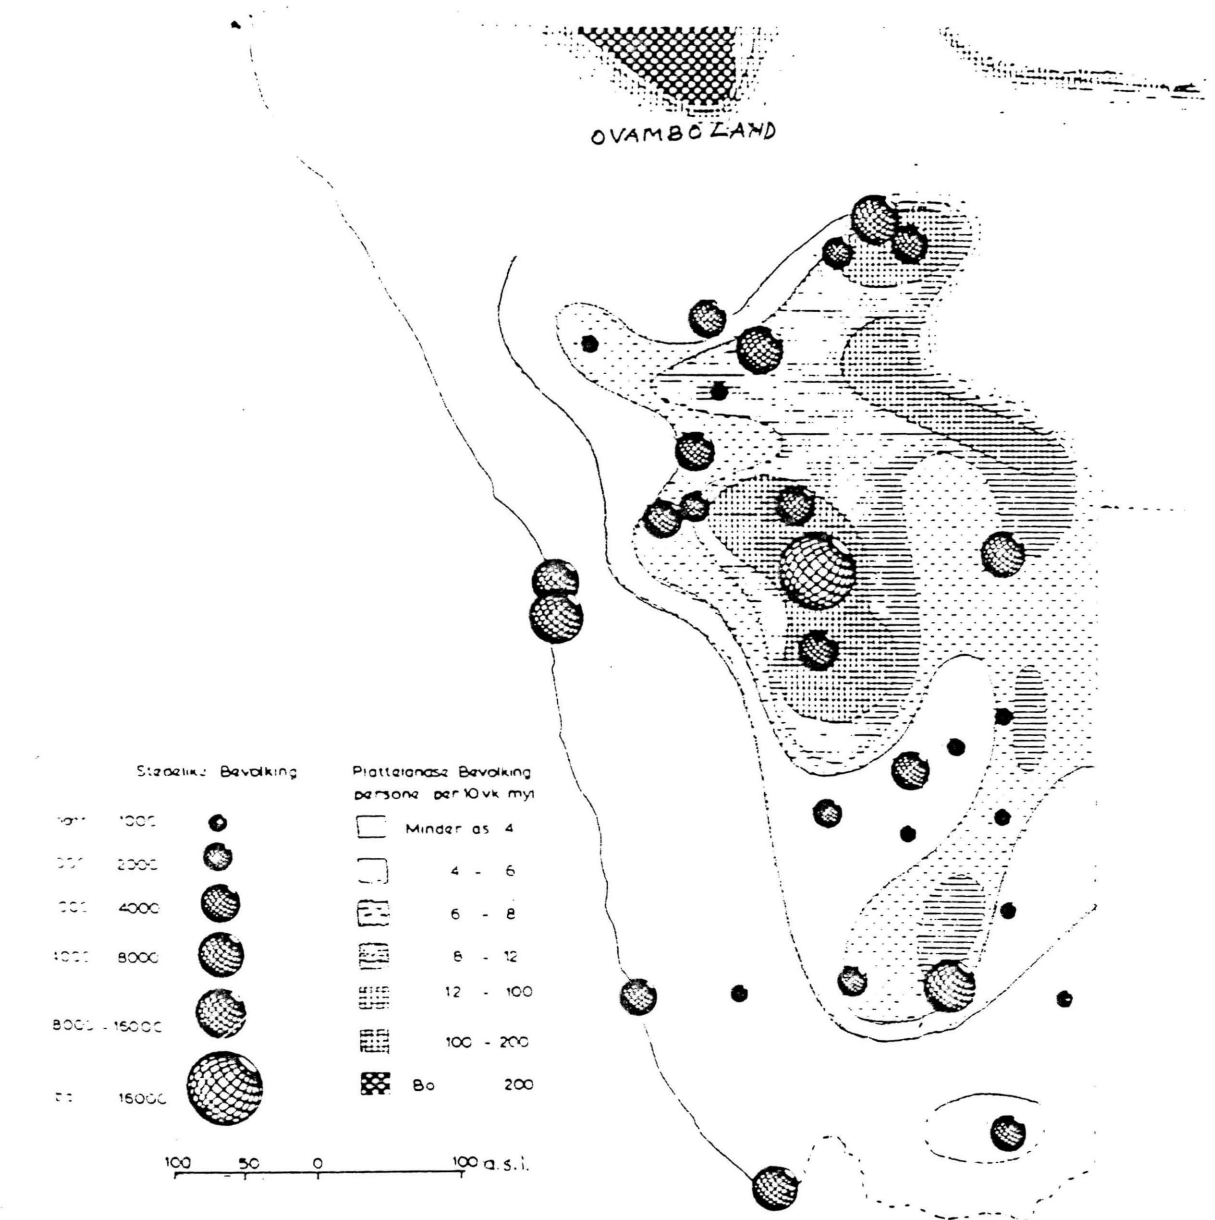 OVAMBOLAND
Stedelike Bevolking
1000
2000
4000
8000
8000 - 16000
16000
Plattelandse Bevolking
persone per 10 vk myl
Minder as 4
4 - 6
6 - 8
8 - 12
12 - 100
100 - 200
Bo 200
100 50 0 100 a.s.l.